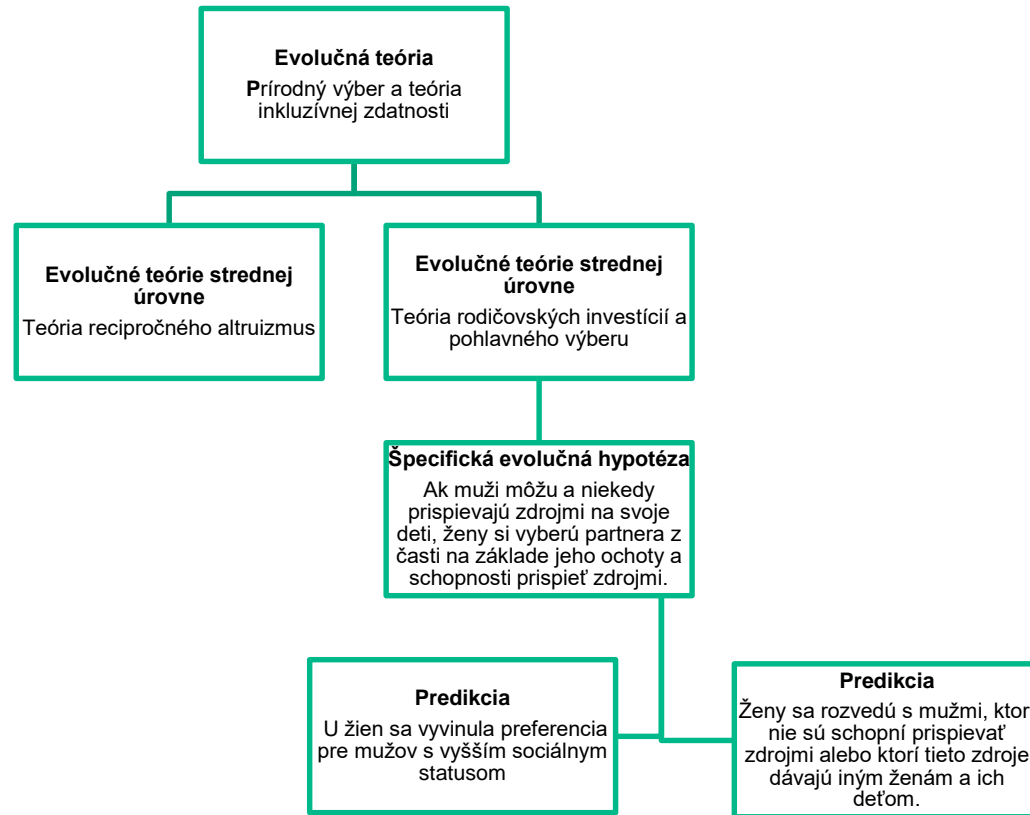 Evolučná teória
Prírodný výber a teória
inkluzívnej zdatnosti
Evolučné teórie strednej
úrovne
Teória recipročného altruizmus
Evolučné teórie strednej
úrovne
Teória rodičovských investícií a
pohlavného výberu
Špecifická evolučná hypotéza
Ak muži môžu a niekedy
prispievajú zdrojmi na svoje
deti, ženy si vyberú partnera z
časti na základe jeho ochoty a
schopnosti prispieť zdrojmi.
Predikcia
U žien sa vyvinula preferencia
pre mužov s vyšším sociálnym
statusom
Predikcia
Ženy sa rozvedú s mužmi, ktor
nie sú schopní prispievať
zdrojmi alebo ktorí tieto zdroje
dávajú iným ženám a ich
deťom.